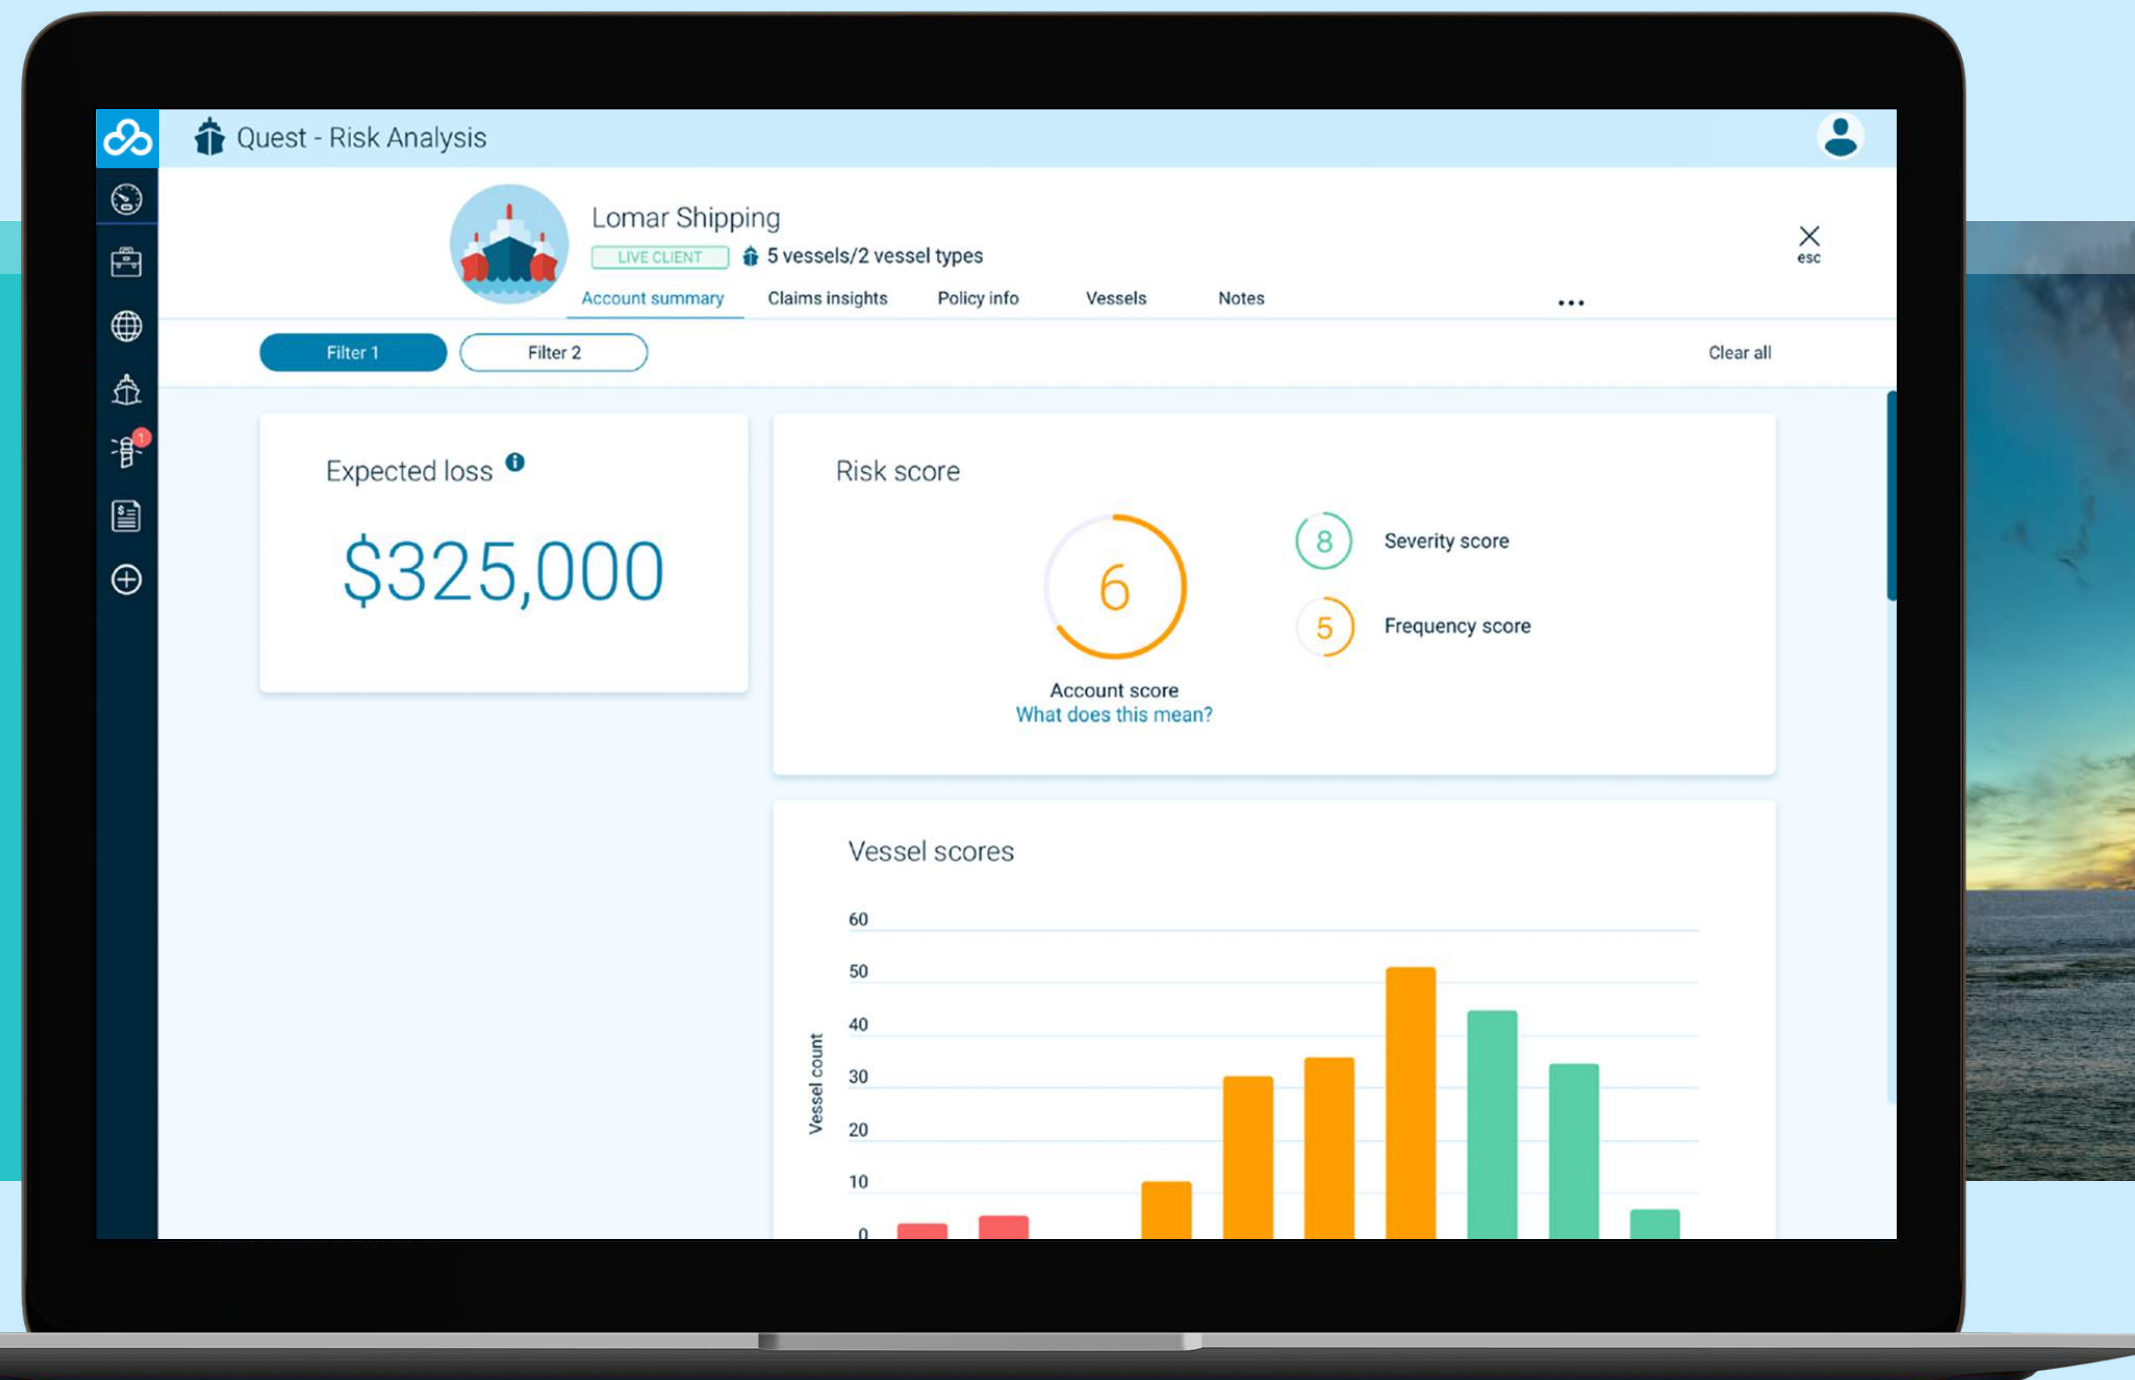 Quest - Risk Analysis
Lomar Shipping
LIVE CLIENT
5 vessels/2 vessel types
esc
Account summary
Claims insights
Policy info
Vessels
Notes
...
Filter 1
Filter 2
Clear all
1
Expected loss
$325,000
Risk score
6
Account score
What does this mean?
8
Severity score
5
Frequency score
Vessel scores
Vessel count
60
50
40
30
20
10
0